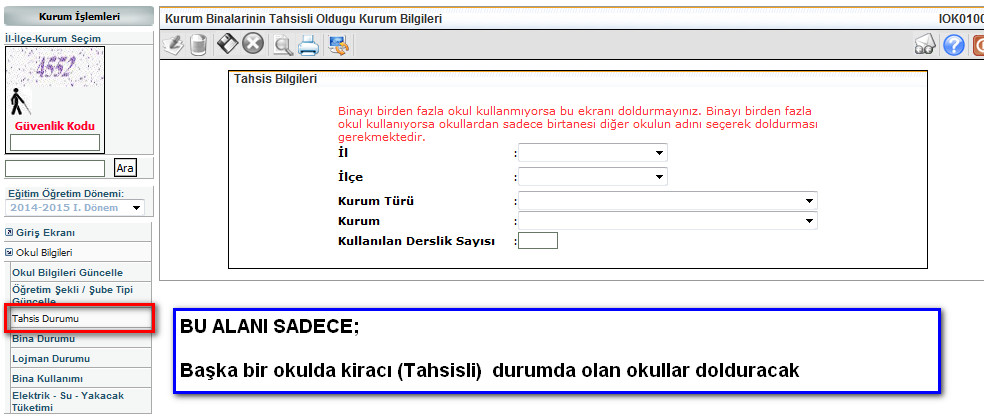 Kurum İşlemleri
İl-İlçe-Kurum Seçim
4552
Güvenlik Kodu
Ara
Eğitim Öğretim Dönemi:
2014-2015 I. Dönem
Giriş Ekranı
Okul Bilgileri
Okul Bilgileri Güncelle
Öğretim Şekli / Şube Tipi
Güncelle
Tahsis Durumu
Bina Durumu
Lojman Durumu
Bina Kullanımı
Elektrik - Su - Yakacak
Tüketimi
Kurum Binalarinin Tahsisli Oldugu Kurum Bilgileri
IOK0100
Tahsis Bilgileri
Binayı birden fazla okul kullanmıyorsa bu ekranı doldurmayınız. Binayı birden fazla
okul kullanıyorsa okullardan sadece birtanesi diğer okulun adını seçerek doldurması
gerekmektedir.
İl :
İlçe :
Kurum Türü :
Kurum :
Kullanılan Derslik Sayısı :
BU ALANI SADECE;
Başka bir okulda kiracı (Tahsisli) durumda olan okullar dolduracak